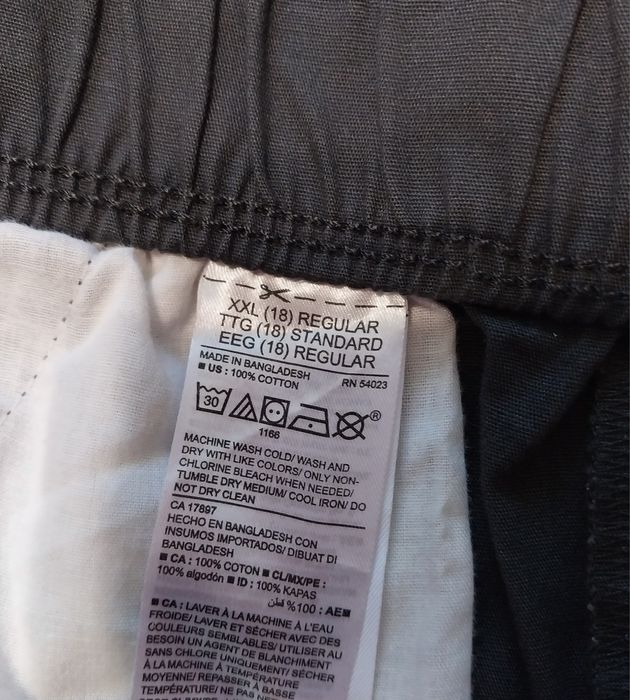 XXL (18) REGULAR
TTG (18) STANDARD
EEG (18) REGULAR
MADE IN BANGLADESH RN 54023
■ US : 100% COTTON
30
®
1166
MACHINE WASH COLD/ WASH AND
DRY WITH LIKE COLORS/ ONLY NON-
CHLORINE BLEACH WHEN NEEDED/
TUMBLE DRY MEDIUM/ COOL IRON/ DO
NOT DRY CLEAN
CA 17897
HECHO EN BANGLADESH CON
INSUMOS IMPORTADOS/ DIBUAT DI
BANGLADESH
■ CA : 100% COTON ■ CL/MX/PE :
100% algodón ■ ID : 100% KAPAS
■AE : 100% قطن
■ CA : LAVER À LA MACHINE À L'EAU
FROIDE/ LAVER ET SÉCHER AVEC DES
COULEURS SEMBLABLES/ UTILISER AU
BESOIN UN AGENT DE BLANCHIMENT
SANS CHLORE UNIQUEMENT/ SÉCHER
À LA MACHINE À TEMPÉRATURE
MOYENNE/ REPASSER À BASSE
TEMPÉRATURE/ NE PAS NET